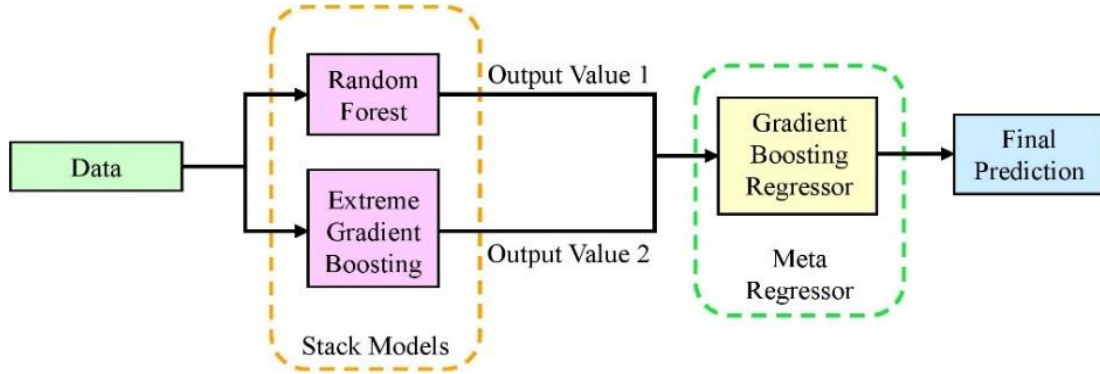 Data
Random
Forest
Extreme
Gradient
Boosting
Stack Models
Output Value 1
Output Value 2
Gradient
Boosting
Regressor
Meta
Regressor
Final
Prediction